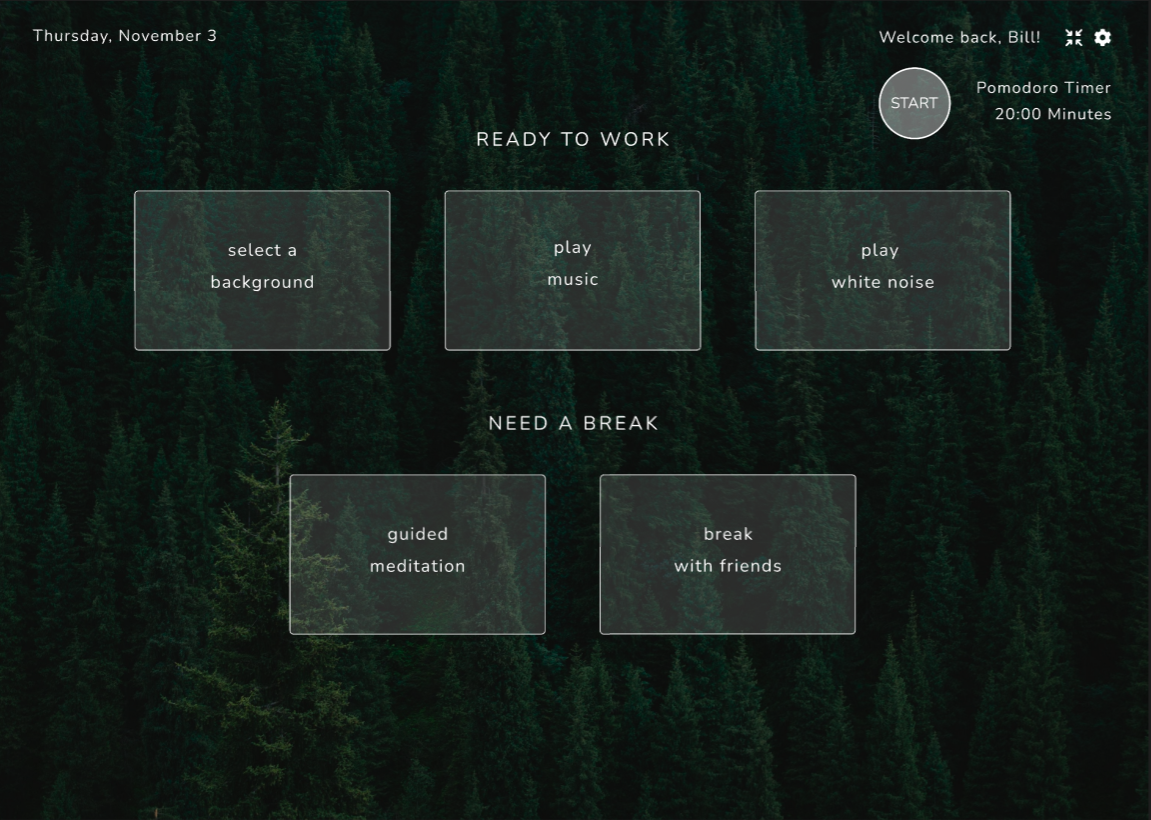 Thursday, November 3
Welcome back, Bill!
START
Pomodoro Timer
20:00 Minutes
READY TO WORK
select a
background
play
music
play
white noise
NEED A BREAK
guided
meditation
break
with friends